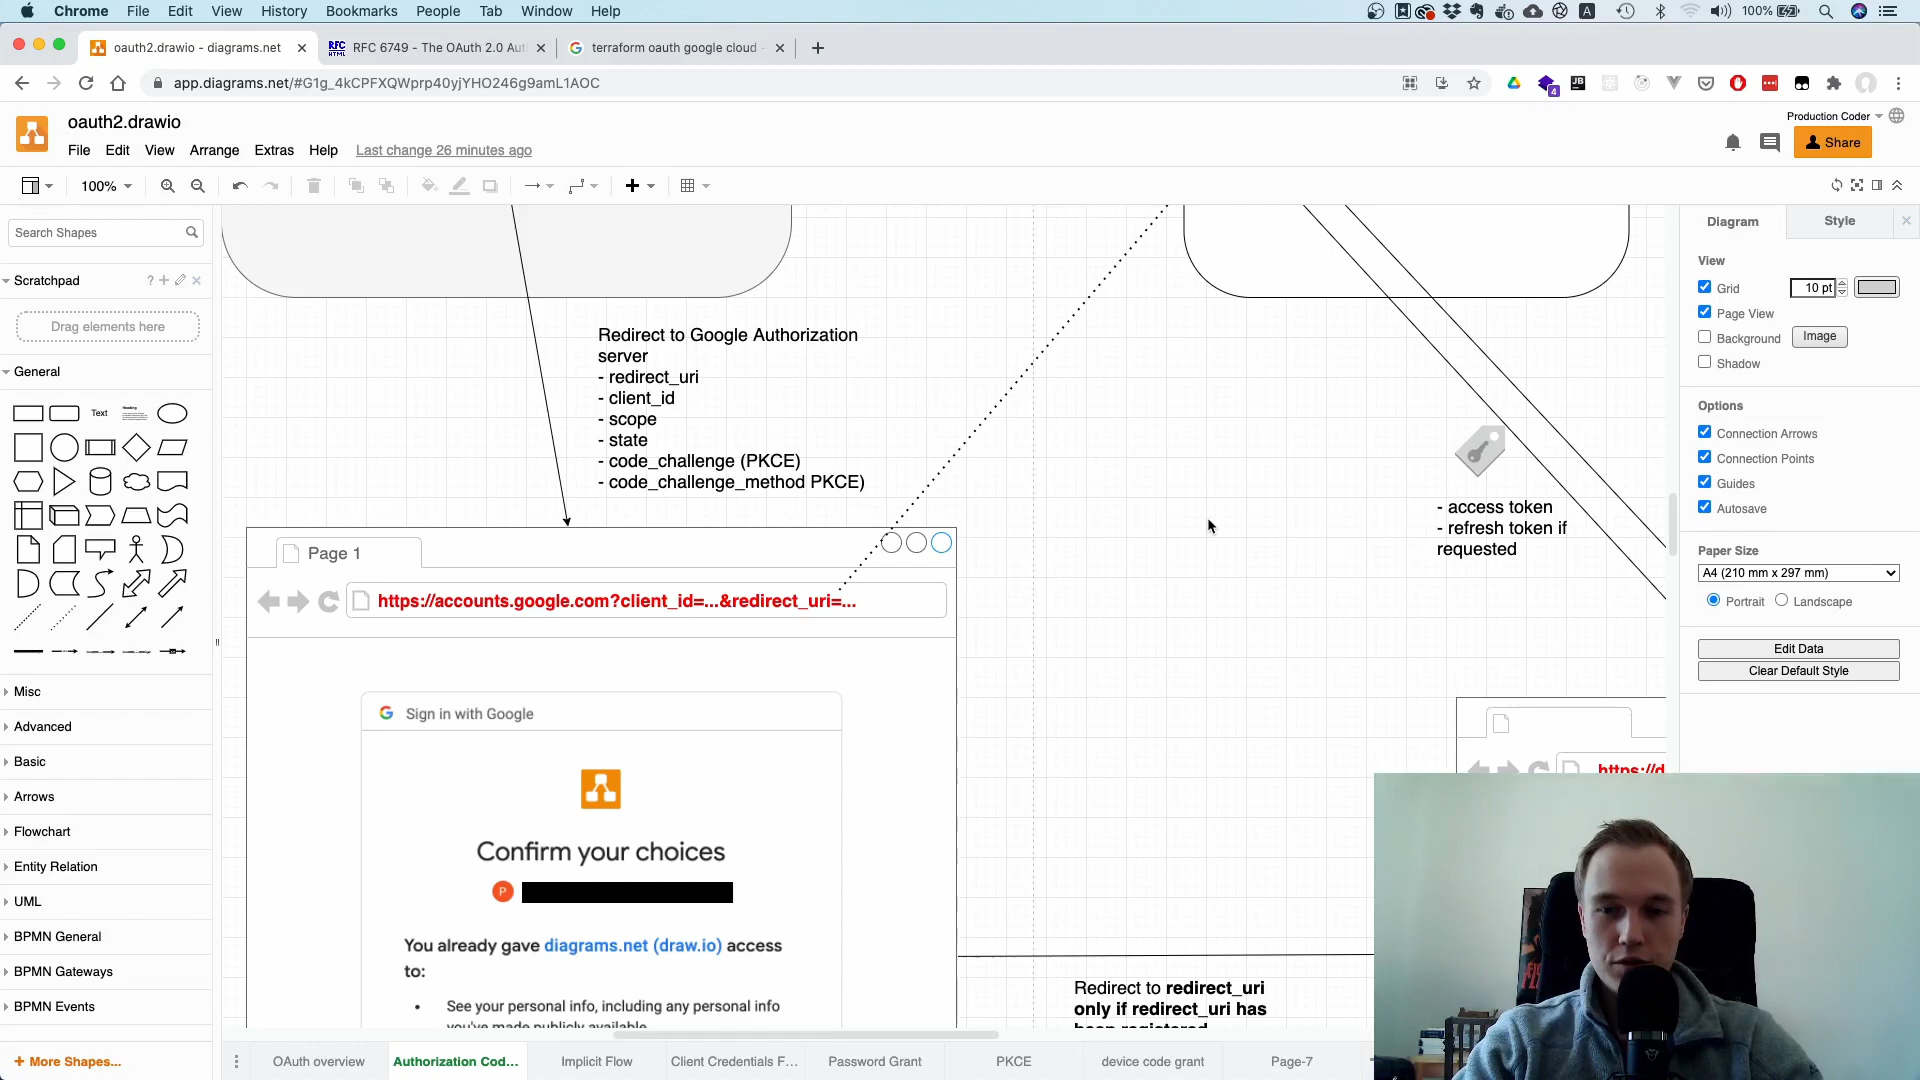 Chrome File Edit View History Bookmarks People Tab Window Help
100%
oauth2.drawio - diagrams.net
RFC 6749 - The OAuth 2.0 Aut
terraform oauth google cloud -
app.diagrams.net/#G1g_4kCPFXQWprp40yjYHO246g9amL1AOC
oauth2.drawio
Production Coder
File Edit View Arrange Extras Help Last change 26 minutes ago
Share
100%
Search Shapes
Scratchpad
Drag elements here
General
Text
Heading
Misc
Advanced
Basic
Arrows
Flowchart
Entity Relation
UML
BPMN General
BPMN Gateways
BPMN Events
+ More Shapes...
Redirect to Google Authorization
server
- redirect_uri
- client_id
- scope
- state
- code_challenge (PKCE)
- code_challenge_method PKCE)
Page 1
https://accounts.google.com?client_id=...&redirect_uri=...
Sign in with Google
Confirm your choices
P
You already gave diagrams.net (draw.io) access
to:
• See your personal info, including any personal info
you've made publicly available
- access token
- refresh token if
requested
https://d
Redirect to redirect_uri
only if redirect_uri has
been registered
Diagram Style
View
Grid 10 pt
Page View
Background Image
Shadow
Options
Connection Arrows
Connection Points
Guides
Autosave
Paper Size
A4 (210 mm x 297 mm)
Portrait Landscape
Edit Data
Clear Default Style
OAuth overview Authorization Cod... Implicit Flow Client Credentials F... Password Grant PKCE device code grant Page-7